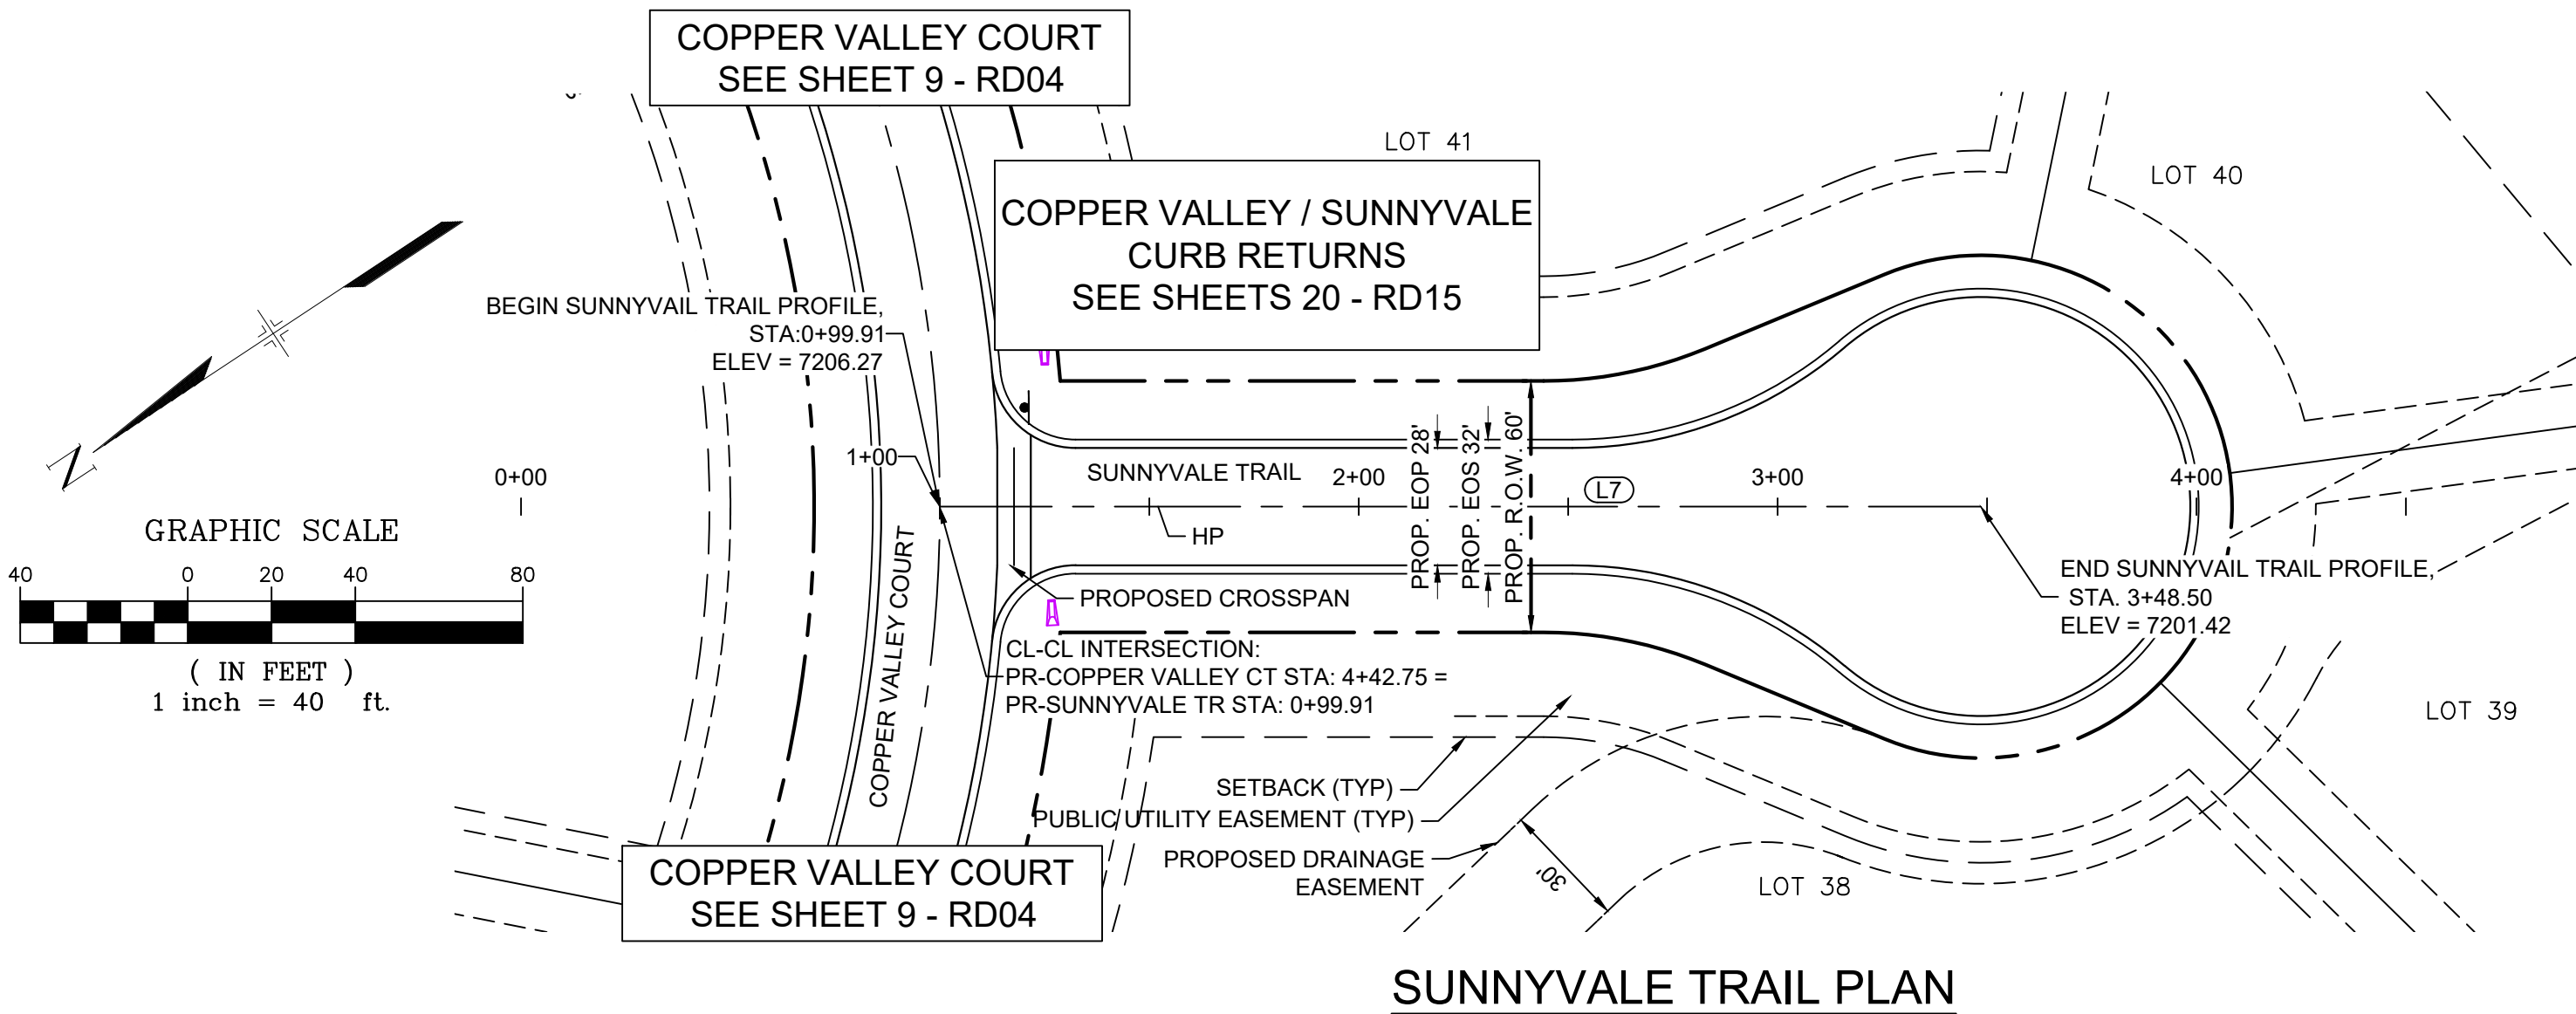 COPPER VALLEY COURT
SEE SHEET 9 - RD04
LOT 41
LOT 40
COPPER VALLEY / SUNNYVALE
CURB RETURNS
SEE SHEETS 20 - RD15
BEGIN SUNNYVAIL TRAIL PROFILE,
STA:0+99.91
ELEV = 7206.27
N
0+00
1+00
SUNNYVALE TRAIL
2+00
PROP. EOP 28'
PROP. EOS 32'
PROP. R.O.W. 60'
L7
3+00
4+00
HP
GRAPHIC SCALE
40 0 20 40 80
( IN FEET )
1 inch = 40 ft.
COPPER VALLEY COURT
PROPOSED CROSSPAN
END SUNNYVAIL TRAIL PROFILE,
STA. 3+48.50
ELEV = 7201.42
CL-CL INTERSECTION:
PR-COPPER VALLEY CT STA: 4+42.75 =
PR-SUNNYVALE TR STA: 0+99.91
LOT 39
SETBACK (TYP)
PUBLIC UTILITY EASEMENT (TYP)
PROPOSED DRAINAGE
EASEMENT
30'
LOT 38
COPPER VALLEY COURT
SEE SHEET 9 - RD04
SUNNYVALE TRAIL PLAN